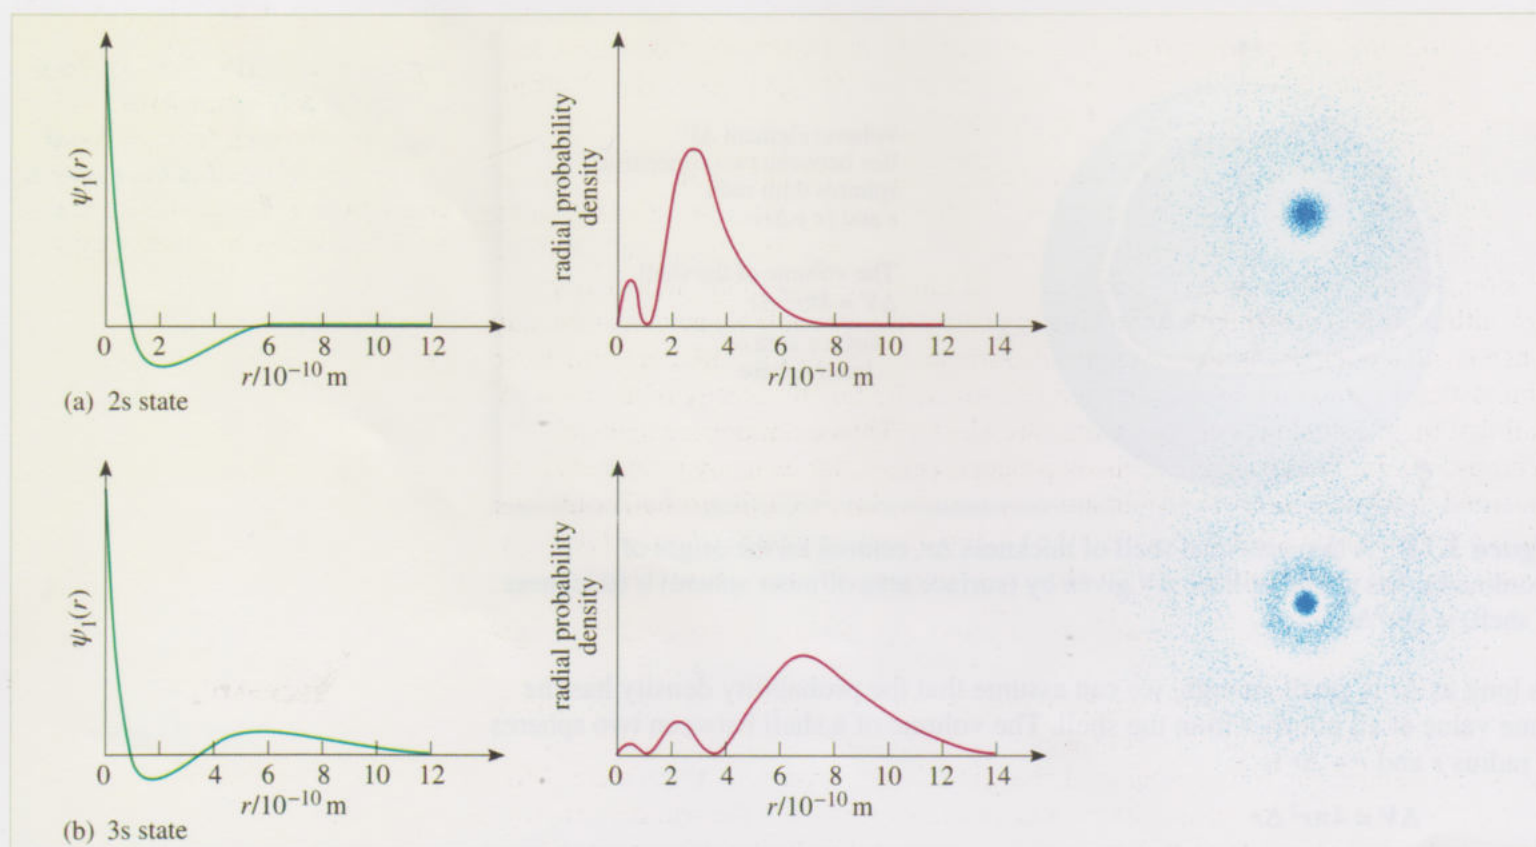 ψ₁(r)
0 2 4 6 8 10 12
r/10⁻¹⁰ m
(a) 2s state
radial probability
density
0 2 4 6 8 10 12 14
r/10⁻¹⁰ m
ψ₁(r)
0 2 4 6 8 10 12
r/10⁻¹⁰ m
(b) 3s state
radial probability
density
0 2 4 6 8 10 12 14
r/10⁻¹⁰ m